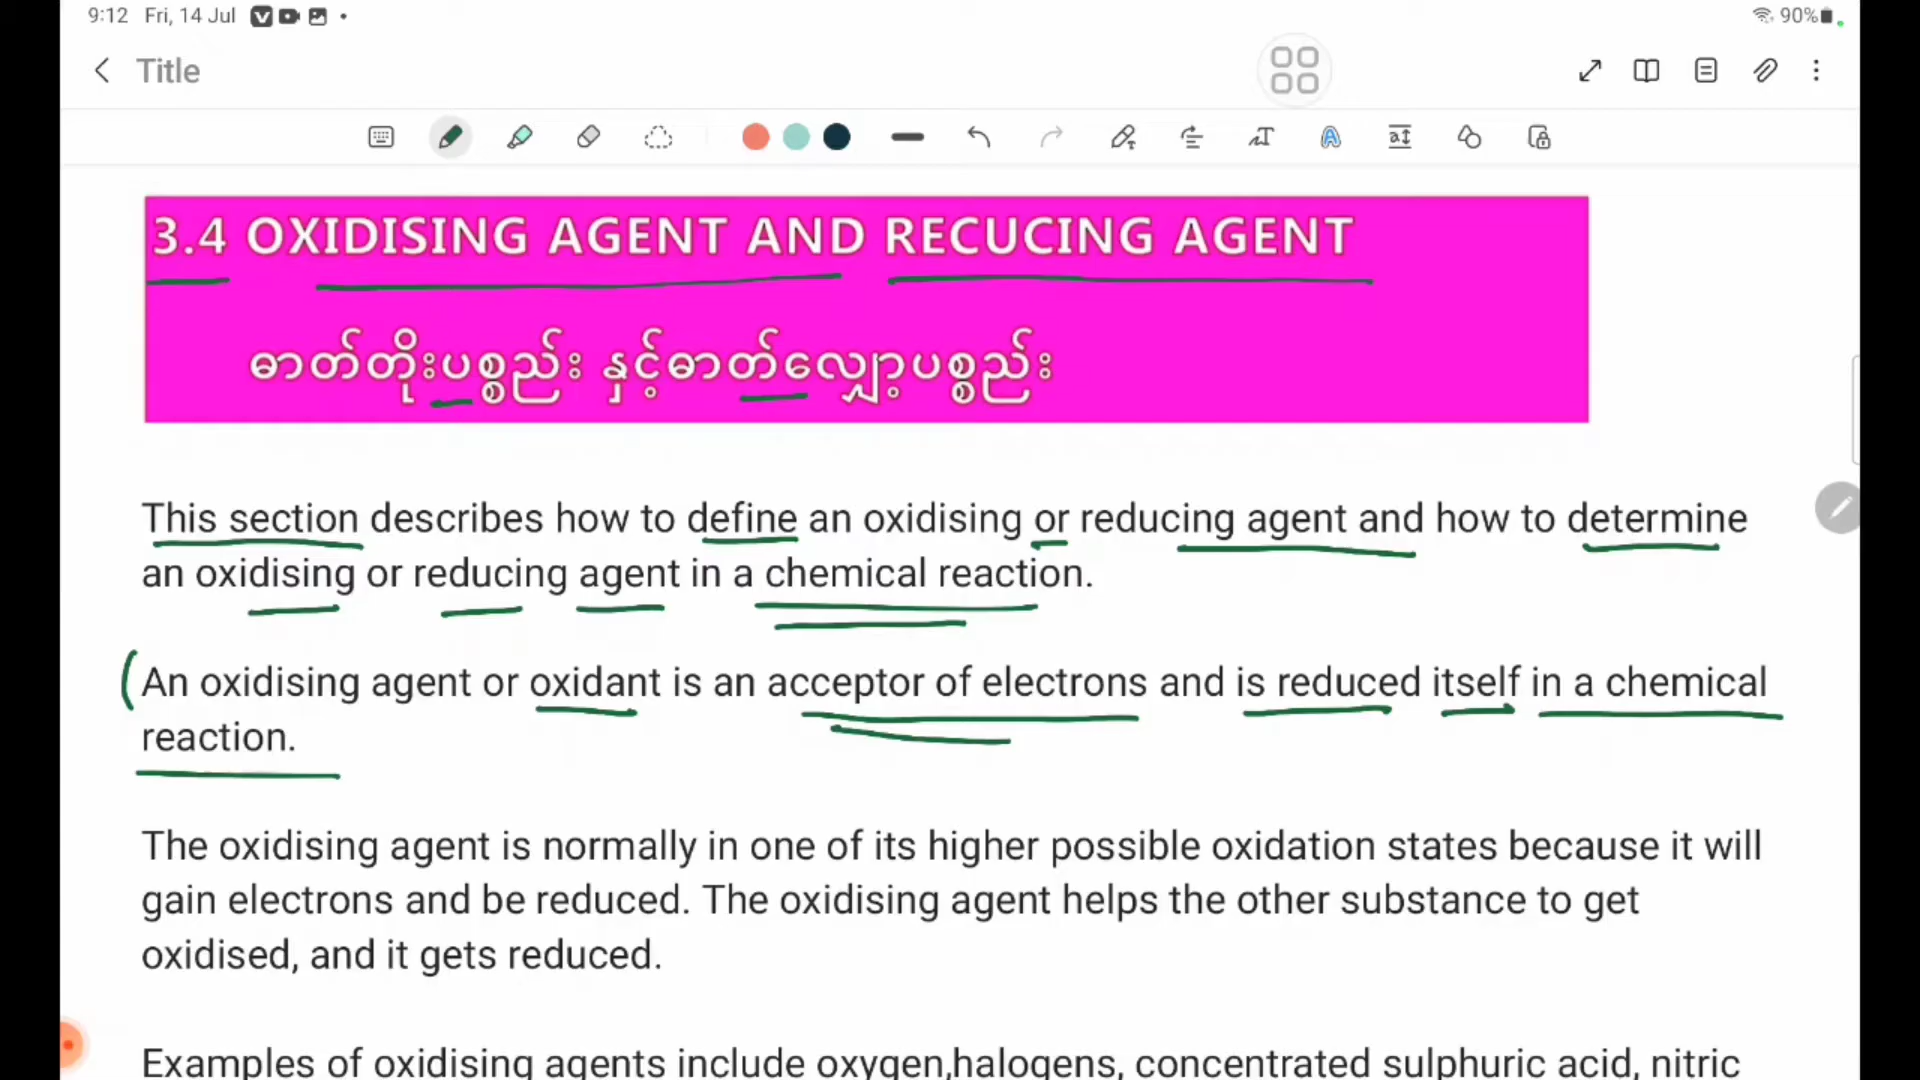 9:12 Fri, 14 Jul
90%
Title
3.4 OXIDISING AGENT AND RECUCING AGENT
ဓာတ်တိုးပစ္စည်း နှင့်ဓာတ်လျှော့ပစ္စည်း
This section describes how to define an oxidising or reducing agent and how to determine
an oxidising or reducing agent in a chemical reaction.
An oxidising agent or oxidant is an acceptor of electrons and is reduced itself in a chemical
reaction.
The oxidising agent is normally in one of its higher possible oxidation states because it will
gain electrons and be reduced. The oxidising agent helps the other substance to get
oxidised, and it gets reduced.
Examples of oxidising agents include oxygen,halogens, concentrated sulphuric acid, nitric